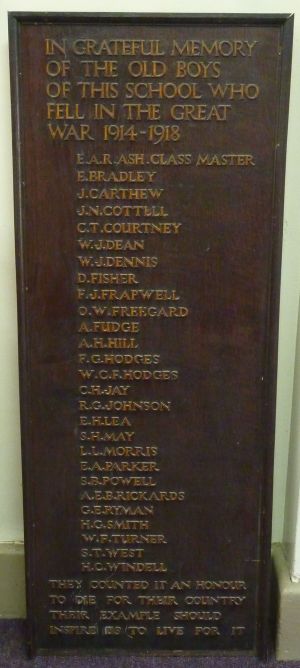 IN GRATEFUL MEMORY
OF THE OLD BOYS
OF THIS SCHOOL WHO
FELL IN THE GREAT
WAR 1914-1918
E.A.R.ASH.CLASS MASTER
E.BRADLEY
J.CARTHEW
J.N.COTTELL
C.T.COURTNEY
W.J.DEAN
W.J.DENNIS
D.FISHER
F.J.FRAPWELL
O.W.FREEGARD
A.FUDGE
A.H.HILL
F.G.HODGES
W.C.F.HODGES
C.H.JAY
R.G.JOHNSON
E.H.LEA
S.H.MAY
L.L.MORRIS
E.A.PARKER
S.B.POWELL
A.E.B.RICKARDS
G.E.RYMAN
H.G.SMITH
W.F.TURNER
S.T.WEST
H.C.WINDELL
THEY COUNTED IT AN HONOUR
TO DIE FOR THEIR COUNTRY
THEIR EXAMPLE SHOULD
INSPIRE US TO LIVE FOR IT